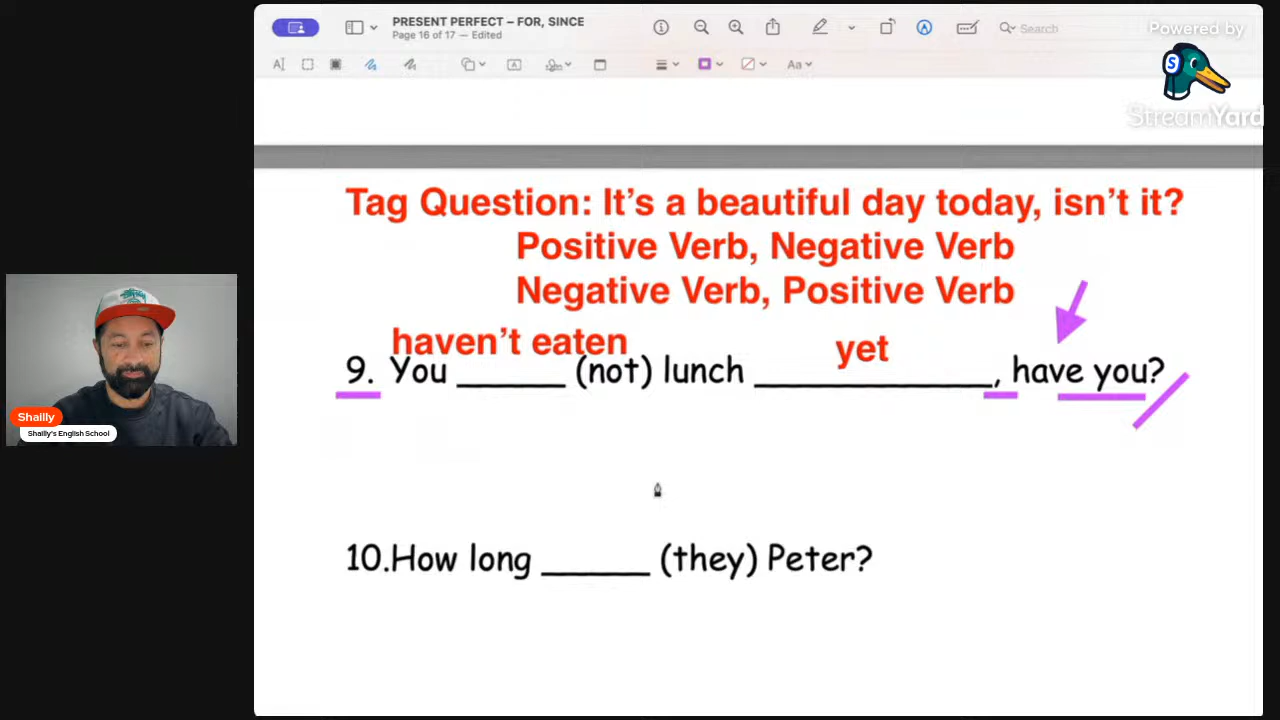 PRESENT PERFECT – FOR, SINCE
Page 16 of 17 — Edited
Search
Powered by
StreamYard
Tag Question: It's a beautiful day today, isn't it?
Positive Verb, Negative Verb
Negative Verb, Positive Verb
haven't eaten
yet
9. You ______ (not) lunch _____________, have you?
10.How long ______ (they) Peter?
Shailly
Shailly's English School